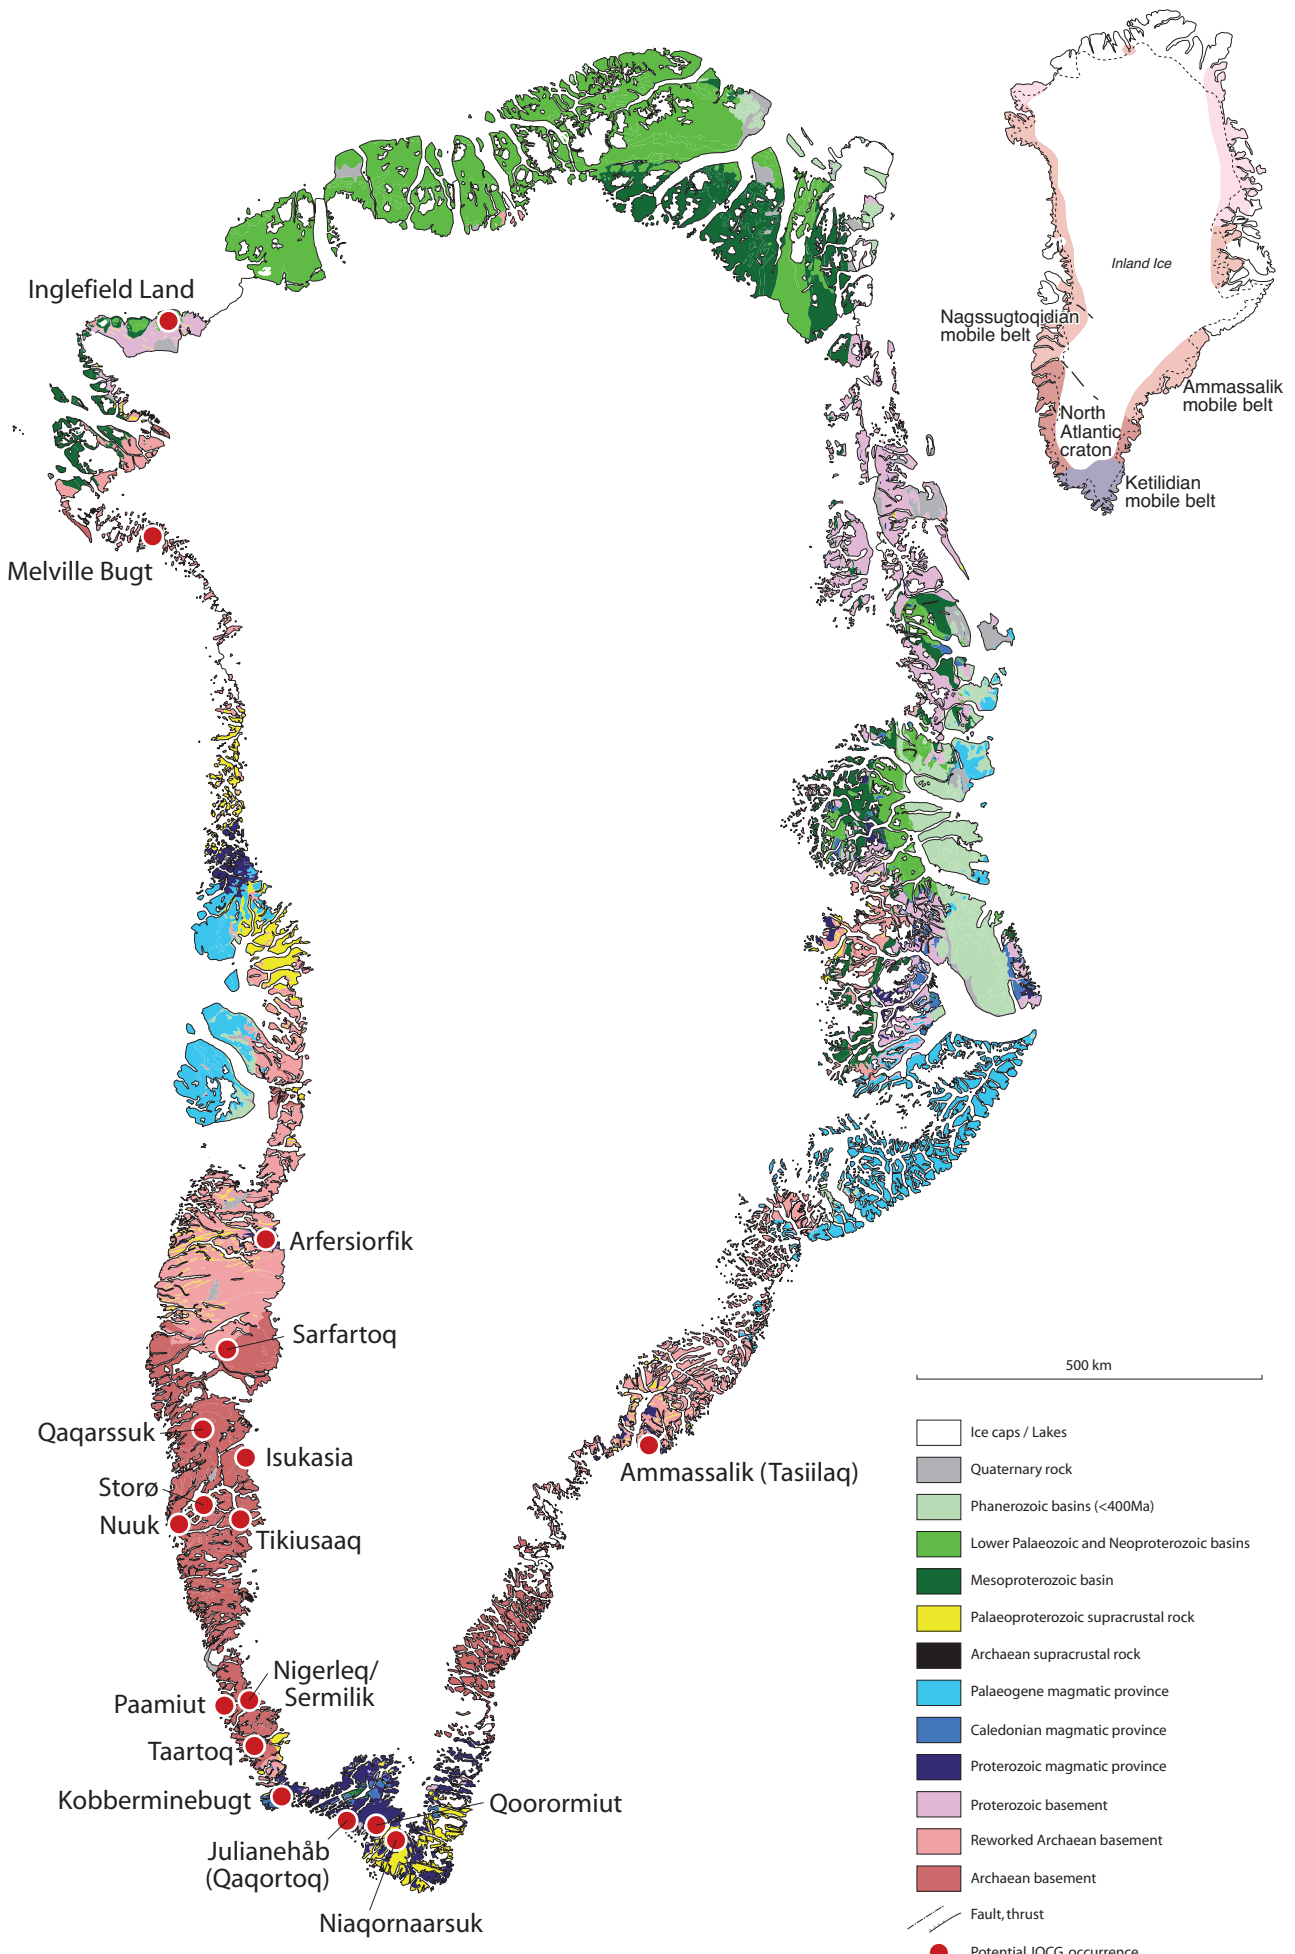 Inglefield Land
Melville Bugt
Arfersiorfik
Sarfartoq
Qaqarssuk
Isukasia
Storø
Nuuk
Tikiusaaq
Nigerleq/
Sermilik
Paamiut
Taartoq
Kobberminebugt
Julianehåb
(Qaqortoq)
Qoorormiut
Niaqornaarsuk
Ammassalik (Tasiilaq)
Inland Ice
Nagssugtoqidian
mobile belt
North
Atlantic
craton
Ammassalik
mobile belt
Ketilidian
mobile belt
500 km
Ice caps / Lakes
Quaternary rock
Phanerozoic basins (<400Ma)
Lower Palaeozoic and Neoproterozoic basins
Mesoproterozoic basin
Palaeoproterozoic supracrustal rock
Archaean supracrustal rock
Palaeogene magmatic province
Caledonian magmatic province
Proterozoic magmatic province
Proterozoic basement
Reworked Archaean basement
Archaean basement
Fault, thrust
Potential IOCG occurrence